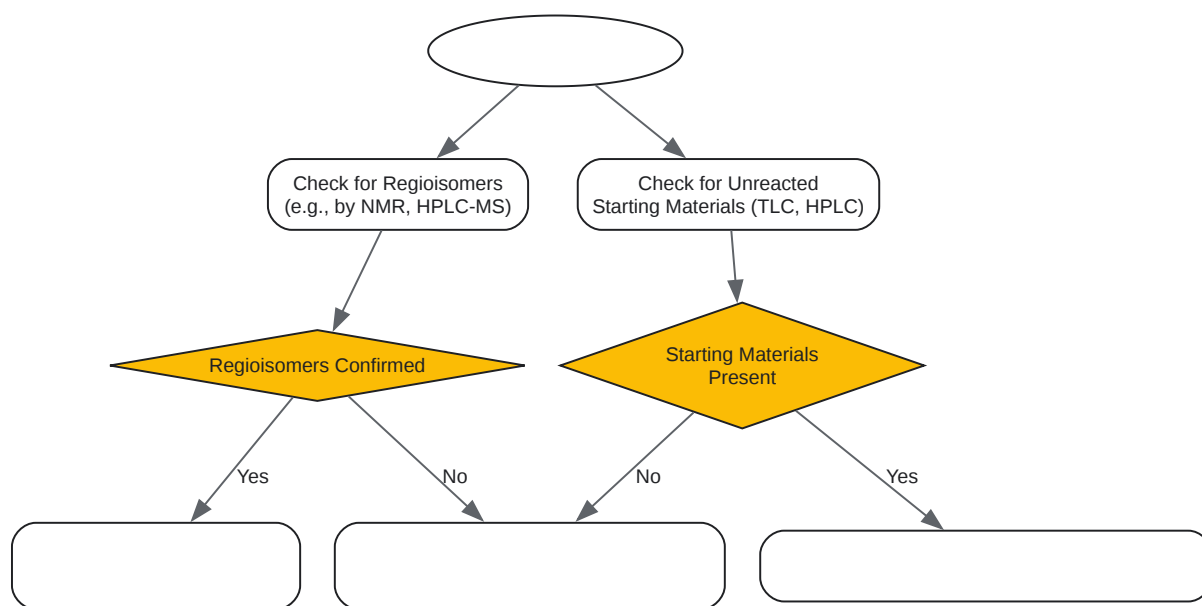 Check for Regioisomers
(e.g., by NMR, HPLC-MS)
Check for Unreacted
Starting Materials (TLC, HPLC)
Regioisomers Confirmed
Starting Materials
Present
Yes
No
No
Yes